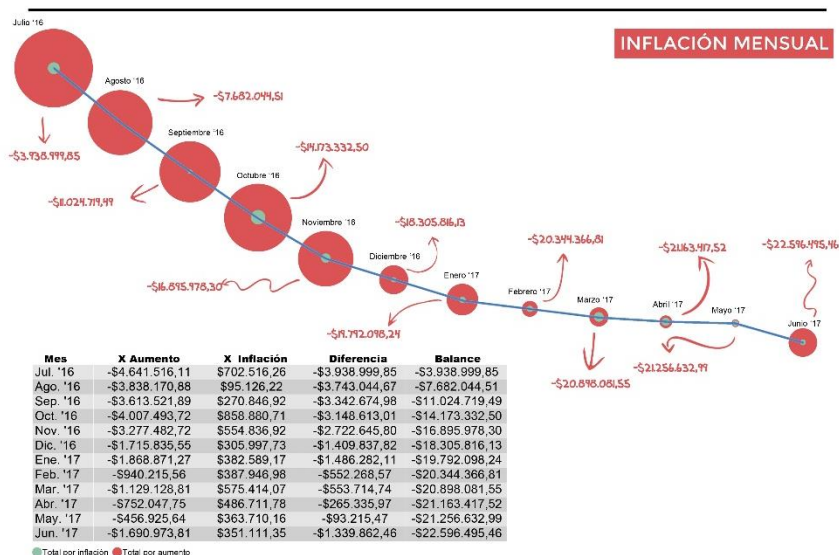 INFLACIÓN MENSUAL
Julio '16
-$3.938.999,85
Agosto '16
-$7.682.044,51
Septiembre '16
-$11.024.719,49
Octubre '16
-$14.173.332,50
Noviembre '16
-$16.895.978,30
Diciembre '16
-$18.305.816,13
Enero '17
-$19.792.098,24
Febrero '17
-$20.344.366,81
Marzo '17
-$20.898.081,55
Abril '17
-$21.163.417,52
Mayo '17
-$21.256.632,99
Junio '17
-$22.596.495,46
Mes X Aumento X Inflación Diferencia Balance
Jul. '16 -$4.641.516,11 $702.516,26 -$3.938.999,85 -$3.938.999,85
Ago. '16 -$3.838.170,88 $95.126,22 -$3.743.044,67 -$7.682.044,51
Sep. '16 -$3.613.521,89 $270.846,92 -$3.342.674,98 -$11.024.719,49
Oct. '16 -$4.007.493,72 $858.880,71 -$3.148.613,01 -$14.173.332,50
Nov. '16 -$3.277.482,72 $554.836,92 -$2.722.645,80 -$16.895.978,30
Dic. '16 -$1.715.835,55 $305.997,73 -$1.409.837,82 -$18.305.816,13
Ene. '17 -$1.868.871,27 $382.589,17 -$1.486.282,11 -$19.792.098,24
Feb. '17 -$940.215,56 $387.946,98 -$552.268,57 -$20.344.366,81
Mar. '17 -$1.129.128,81 $575.414,07 -$553.714,74 -$20.898.081,55
Abr. '17 -$752.047,75 $486.711,78 -$265.335,97 -$21.163.417,52
May. '17 -$456.925,64 $363.710,16 -$93.215,47 -$21.256.632,99
Jun. '17 -$1.690.973,81 $351.111,35 -$1.339.862,46 -$22.596.495,46
Total por inflación Total por aumento